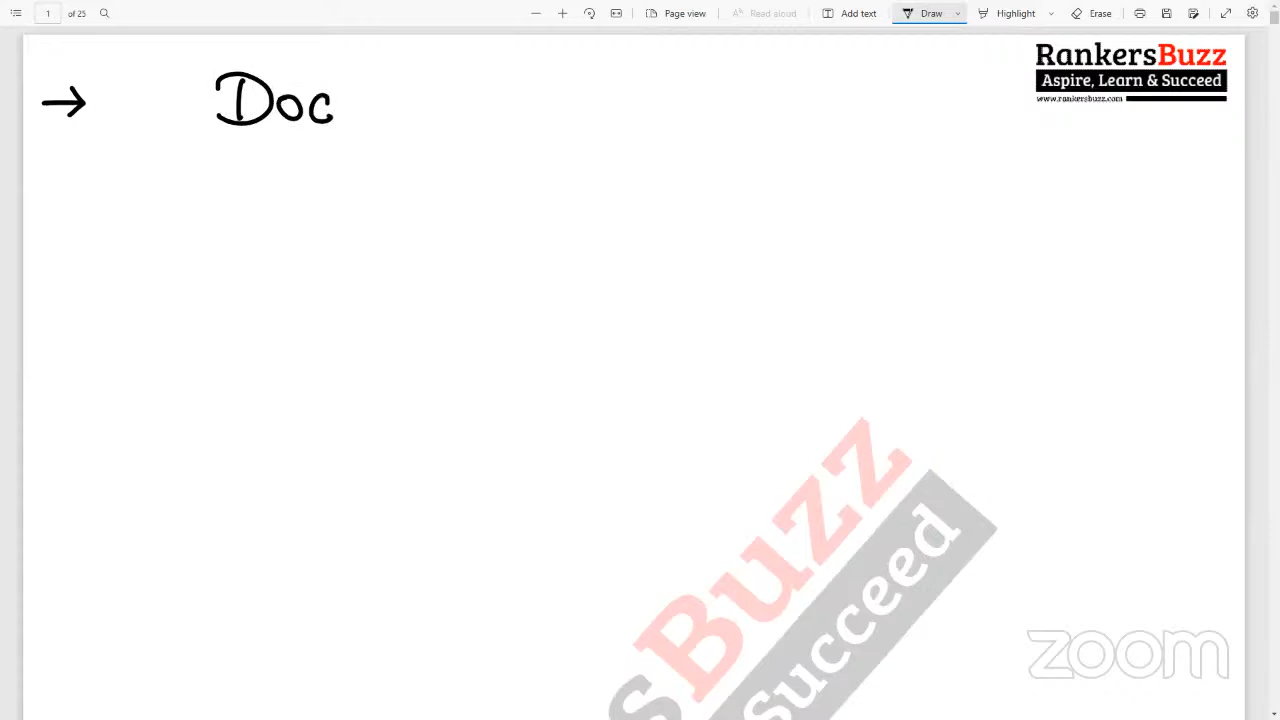 1 of 25 Page view Read aloud Add text Draw Highlight Erase
RankersBuzz
Aspire, Learn & Succeed
www.rankersbuzz.com
→ Doc
sBuzz
succeed
zoom